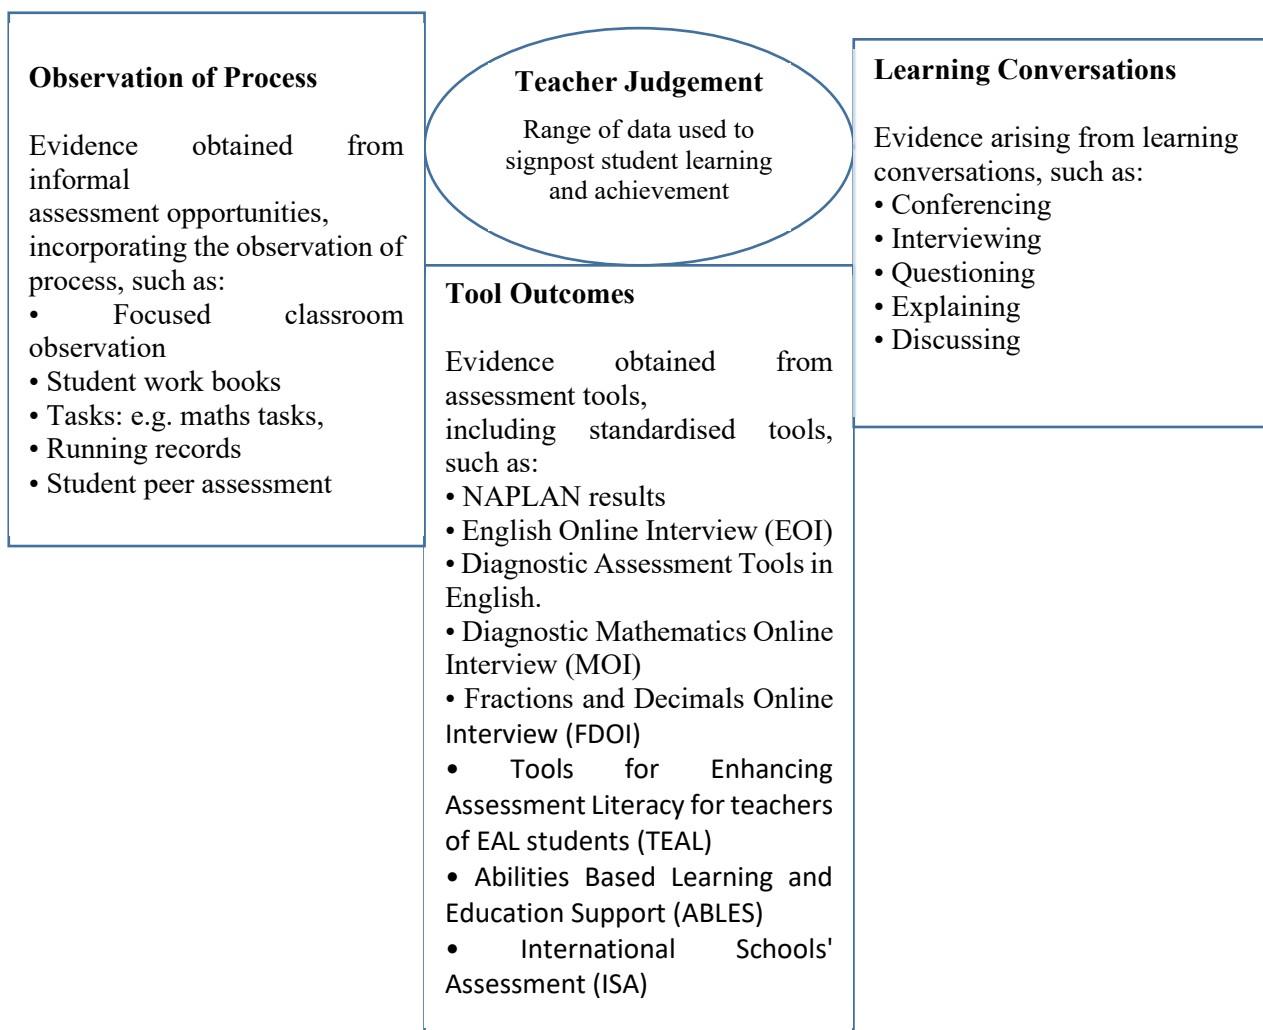 Observation of Process
Evidence obtained from
informal
assessment opportunities,
incorporating the observation of
process, such as:
• Focused classroom
observation
• Student work books
• Tasks: e.g. maths tasks,
• Running records
• Student peer assessment
Teacher Judgement
Range of data used to
signpost student learning
and achievement
Learning Conversations
Evidence arising from learning
conversations, such as:
• Conferencing
• Interviewing
• Questioning
• Explaining
• Discussing
Tool Outcomes
Evidence obtained from
assessment tools,
including standardised tools,
such as:
• NAPLAN results
• English Online Interview (EOI)
• Diagnostic Assessment Tools in
English.
• Diagnostic Mathematics Online
Interview (MOI)
• Fractions and Decimals Online
Interview (FDOI)
• Tools for Enhancing
Assessment Literacy for teachers
of EAL students (TEAL)
• Abilities Based Learning and
Education Support (ABLES)
• International Schools'
Assessment (ISA)